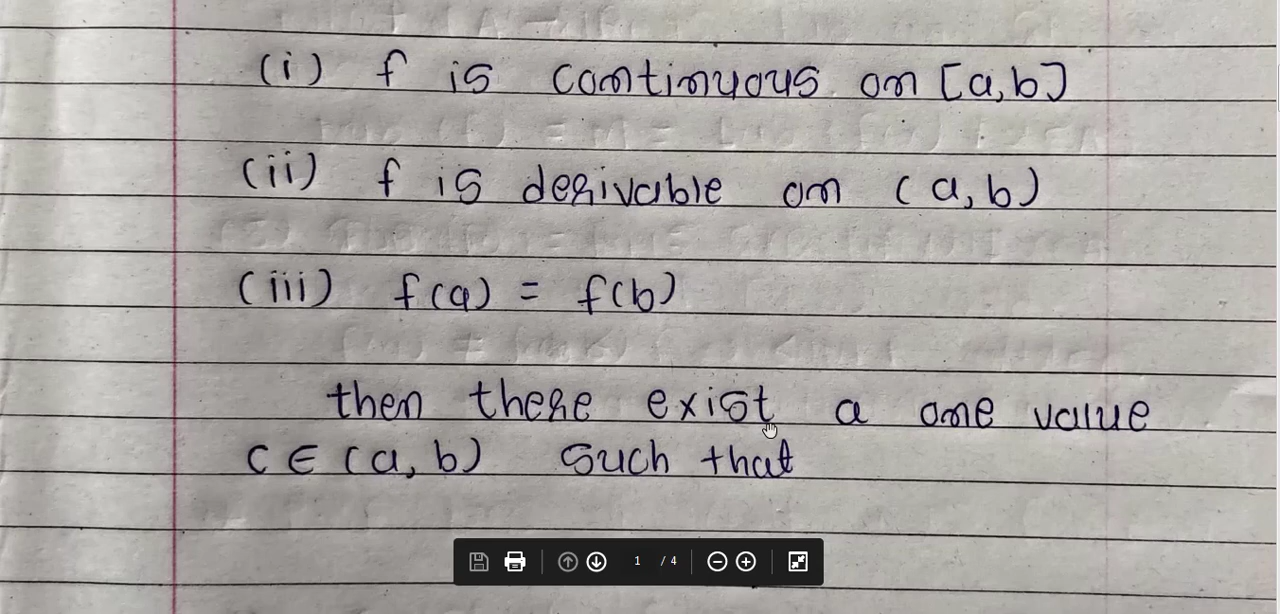 (i) f is continuous on [a,b]
(ii) f is derivable on (a,b)
(iii) f(a) = f(b)
then there exist a one value
c ∈ (a,b) such that
1 / 4